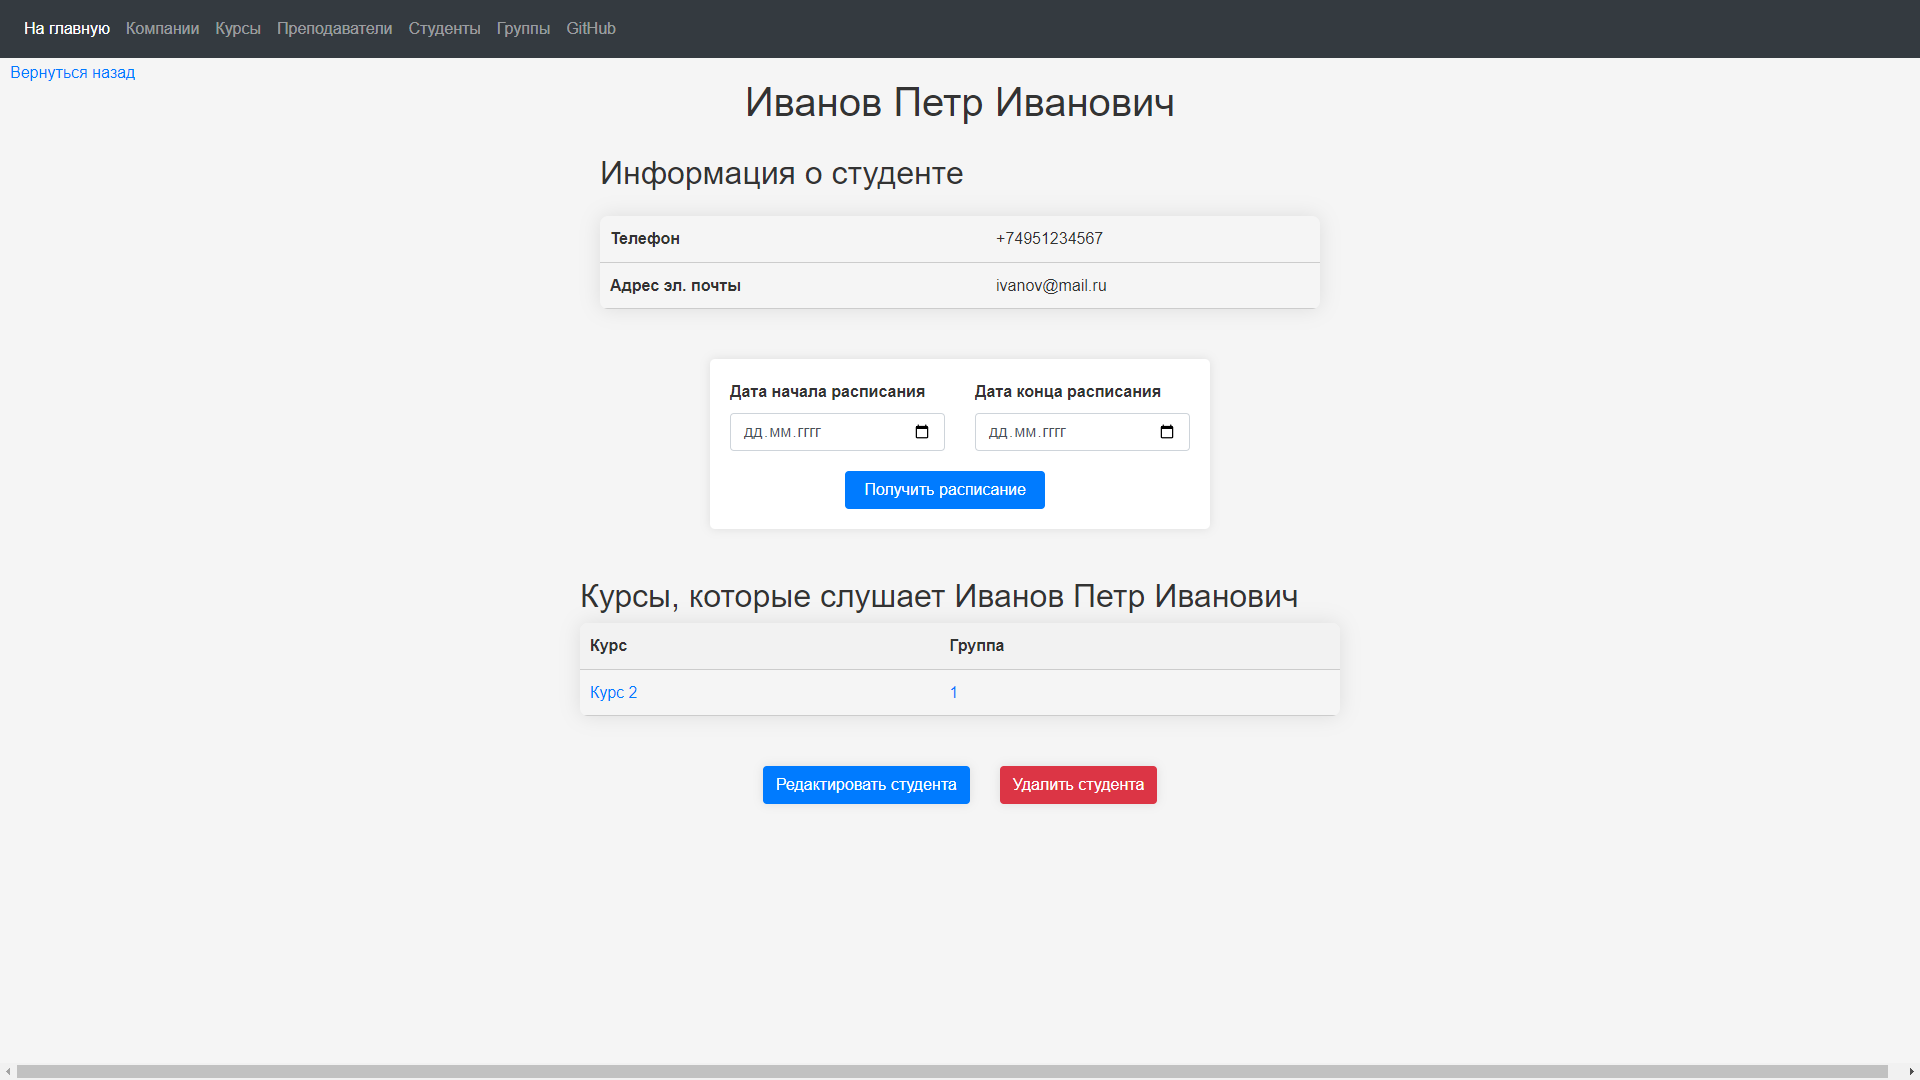 На главную Компании Курсы Преподаватели Студенты Группы GitHub
Вернуться назад
Иванов Петр Иванович
Информация о студенте
Телефон +74951234567
Адрес эл. почты ivanov@mail.ru
Дата начала расписания Дата конца расписания
дд.мм.гггг дд.мм.гггг
Получить расписание
Курсы, которые слушает Иванов Петр Иванович
Курс Группа
Курс 2 1
Редактировать студента Удалить студента